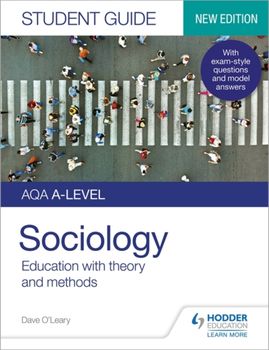 STUDENT GUIDE
NEW EDITION
With
exam-style
questions and
model
answers
AQA A-LEVEL
Sociology
Education with theory
and methods
Dave O'Leary
HODDER
EDUCATION
LEARN MORE